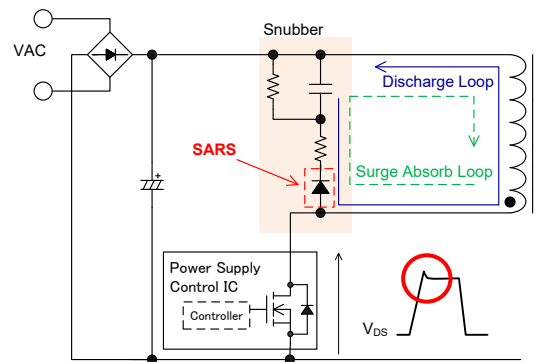 Snubber
VAC
Discharge Loop
SARS
Surge Absorb Loop
+
Power Supply
Control IC
Controller
VDS